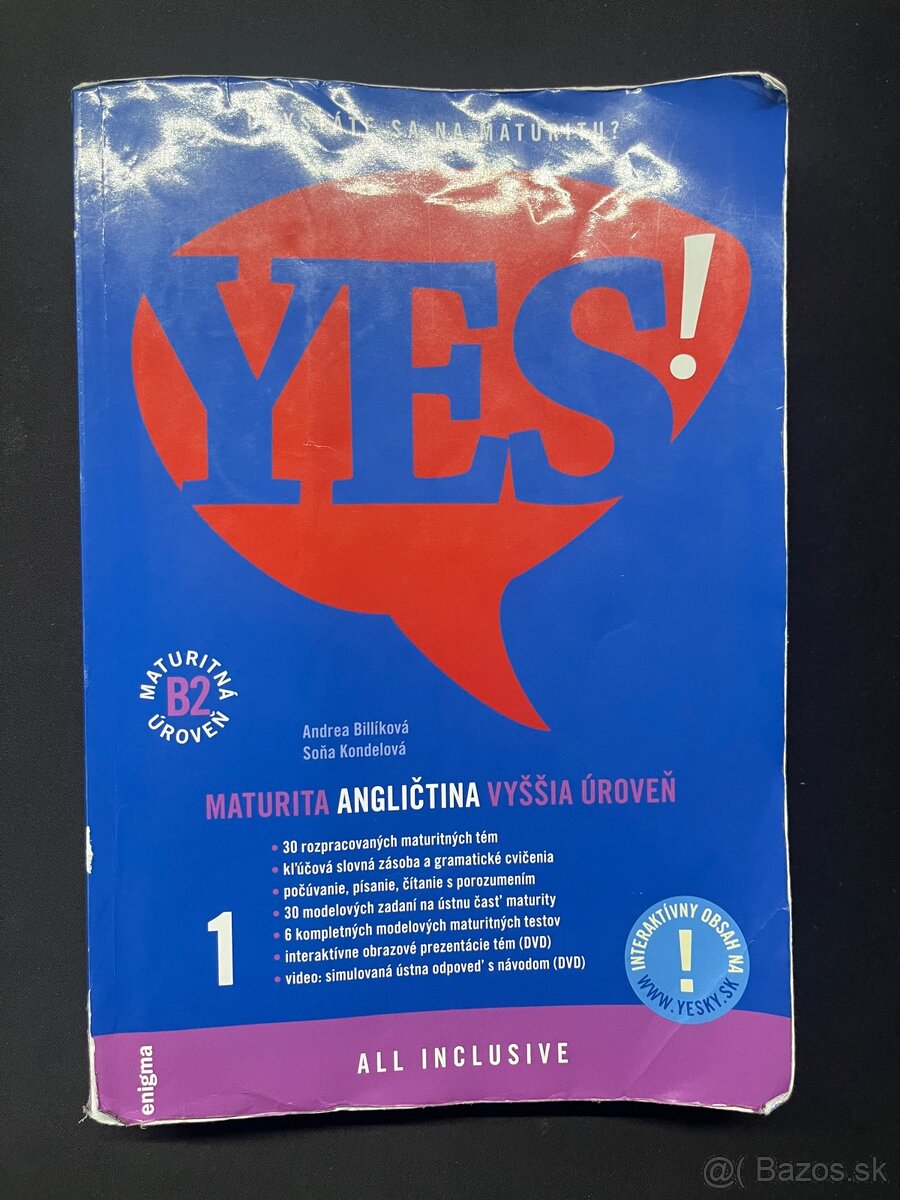 SA NA MATURITU?
YES!
MATURITNÁ
B2
ÚROVEŇ
Andrea Billíková
Soňa Kondelová
MATURITA ANGLIČTINA VYŠŠIA ÚROVEŇ
1
• 30 rozpracovaných maturitných tém
• kľúčová slovná zásoba a gramatické cvičenia
• počúvanie, písanie, čítanie s porozumením
• 30 modelových zadaní na ústnu časť maturity
• 6 kompletných modelových maturitných testov
• interaktívne obrazové prezentácie tém (DVD)
• video: simulovaná ústna odpoveď s návodom (DVD)
INTERAKTÍVNY OBSAH NA
!
WWW.YESKY.SK
enigma
ALL INCLUSIVE
@( Bazos.sk